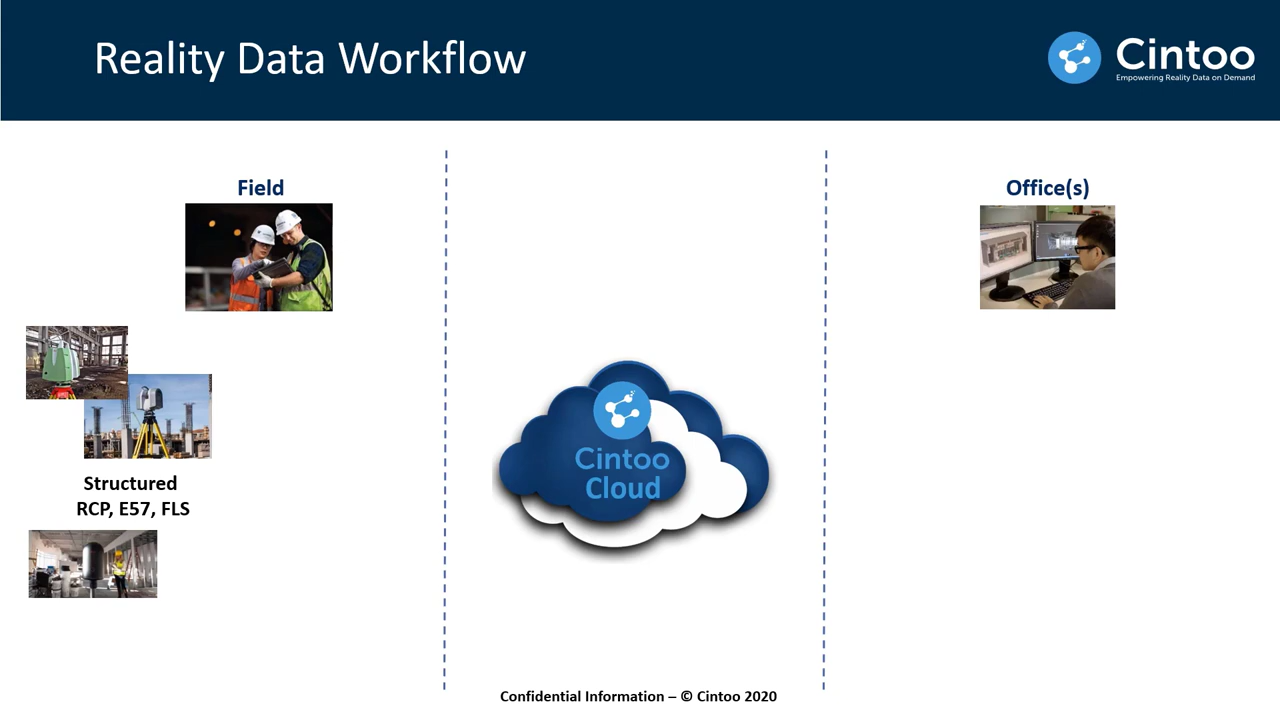 Reality Data Workflow
Cintoo
Empowering Reality Data on Demand
Field
Office(s)
Cintoo
Cloud
Structured
RCP, E57, FLS
Confidential Information – © Cintoo 2020